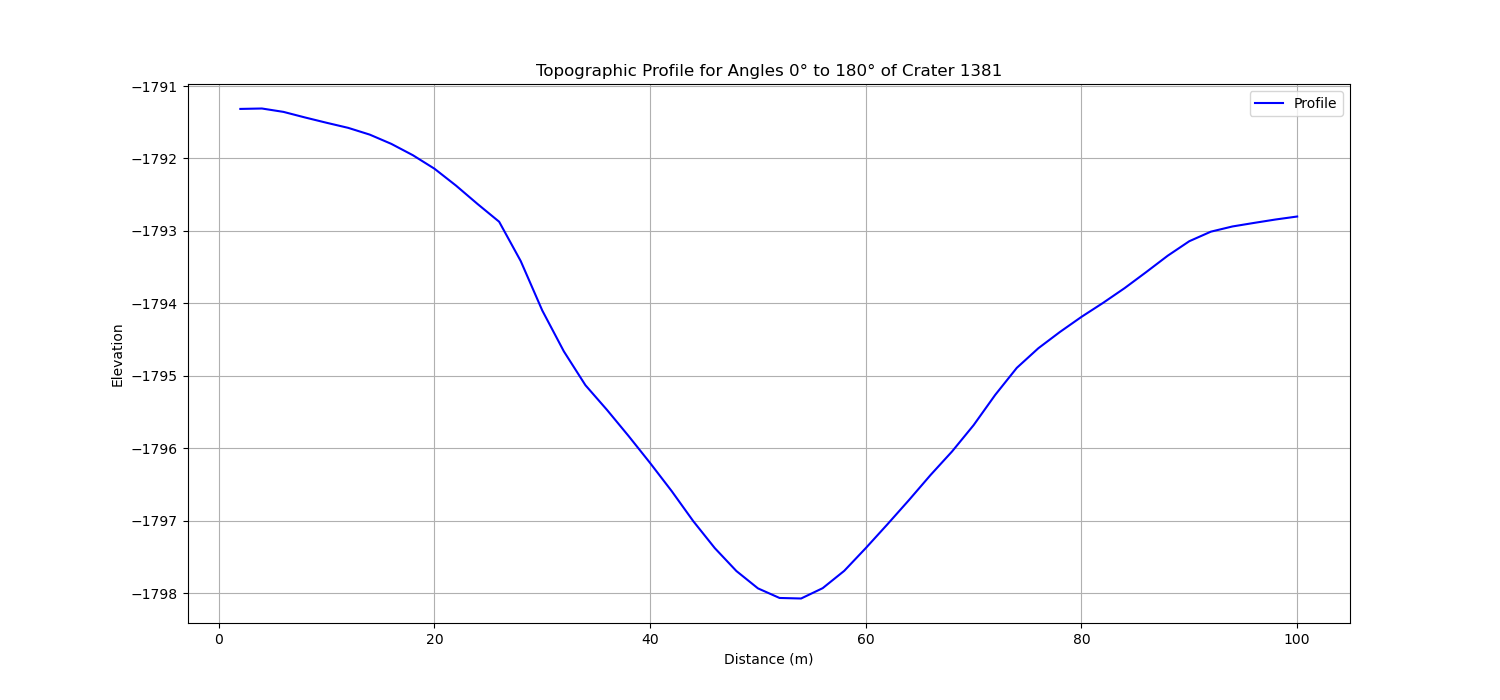 Topographic Profile for Angles 0° to 180° of Crater 1381
Profile
Elevation
−1791
−1792
−1793
−1794
−1795
−1796
−1797
−1798
0 20 40 60 80 100
Distance (m)